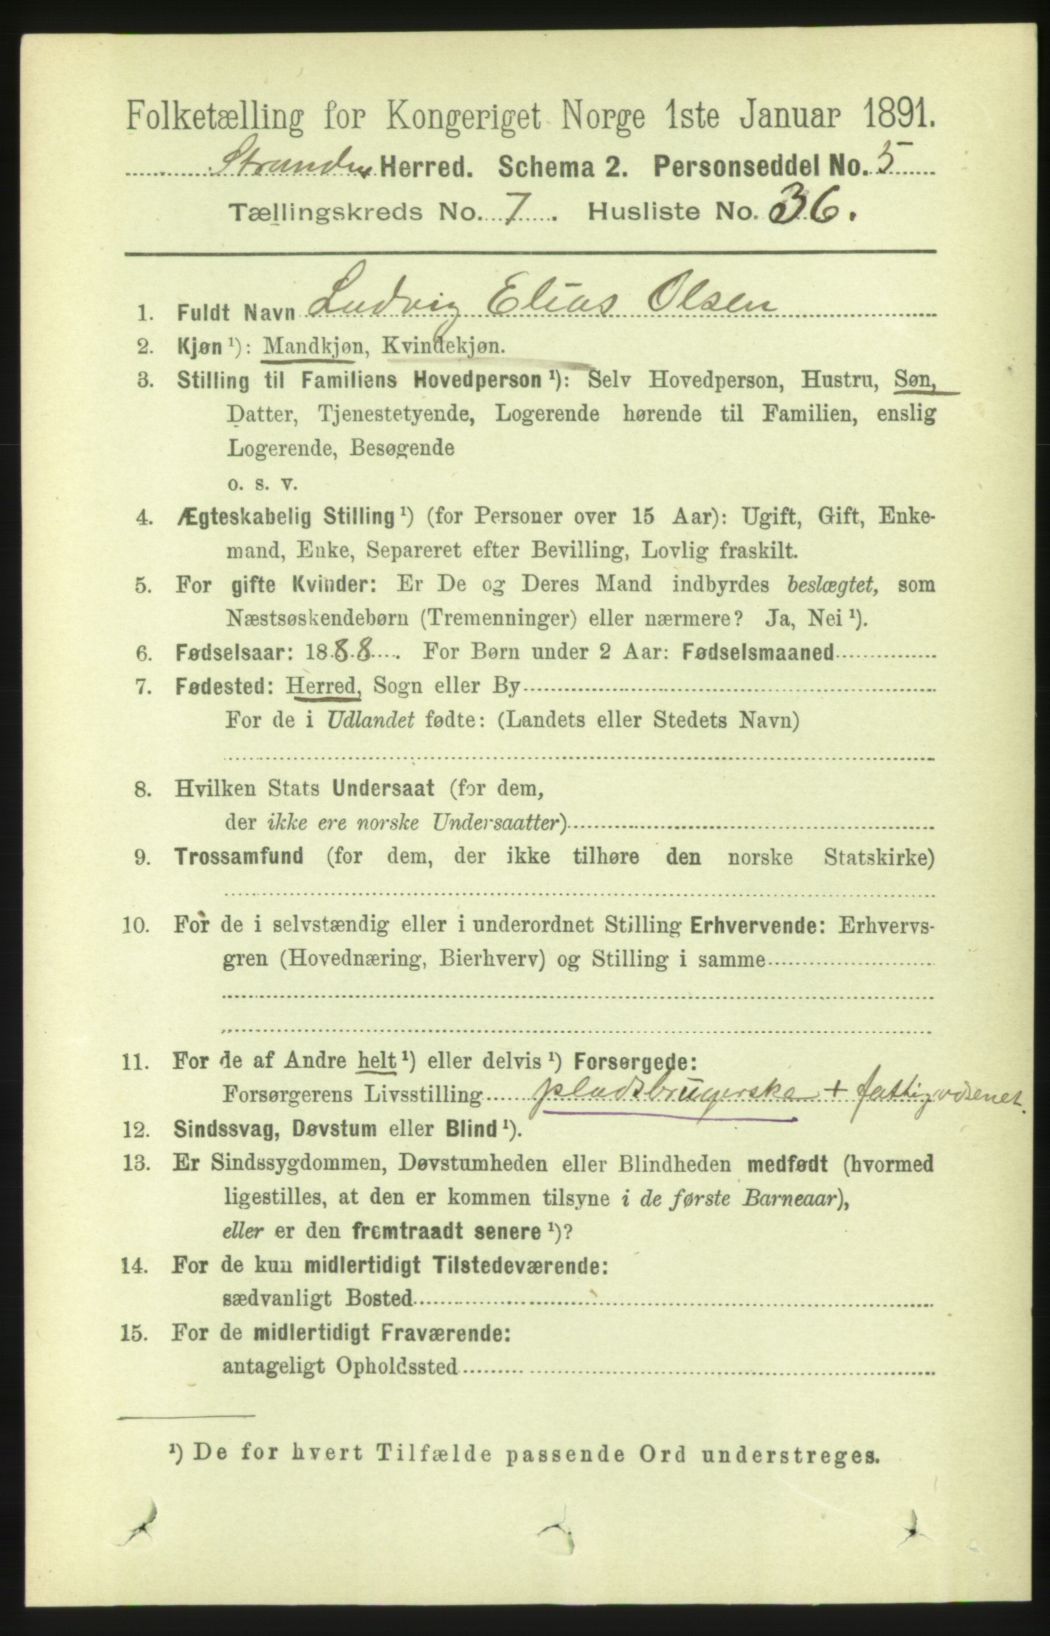 Folketælling for Kongeriget Norge 1ste Januar 1891.
Stranden Herred. Schema 2. Personseddel No. 5
Tællingskreds No. 7. Husliste No. 36.
1. Fuldt Navn Ludvig Elias Olsen
2. Kjøn ¹): Mandkjøn, Kvindekjøn.
3. Stilling til Familiens Hovedperson ¹): Selv Hovedperson, Hustru, Søn,
Datter, Tjenestetyende, Logerende hørende til Familien, enslig
Logerende, Besøgende
o. s. v.
4. Ægteskabelig Stilling ¹) (for Personer over 15 Aar): Ugift, Gift, Enke-
mand, Enke, Separeret efter Bevilling, Lovlig fraskilt.
5. For gifte Kvinder: Er De og Deres Mand indbyrdes beslægtet, som
Næstsøskendebørn (Tremenninger) eller nærmere? Ja, Nei ¹).
6. Fødselsaar: 1888. For Børn under 2 Aar: Fødselsmaaned
7. Fødested: Herred, Sogn eller By
For de i Udlandet fødte: (Landets eller Stedets Navn)
8. Hvilken Stats Undersaat (for dem,
der ikke ere norske Undersaatter)
9. Trossamfund (for dem, der ikke tilhøre den norske Statskirke)
10. For de i selvstændig eller i underordnet Stilling Erhvervende: Erhvervs-
gren (Hovednæring, Bierhverv) og Stilling i samme
11. For de af Andre helt ¹) eller delvis ¹) Forsørgede:
Forsørgerens Livsstilling pladsbrugerske + fattigvæsenet.
12. Sindssvag, Døvstum eller Blind ¹).
13. Er Sindssygdommen, Døvstumheden eller Blindheden medfødt (hvormed
ligestilles, at den er kommen tilsyne i de første Barneaar),
eller er den fremtraadt senere ¹)?
14. For de kun midlertidigt Tilstedeværende:
sædvanligt Bosted
15. For de midlertidigt Fraværende:
antageligt Opholdssted
¹) De for hvert Tilfælde passende Ord understreges.